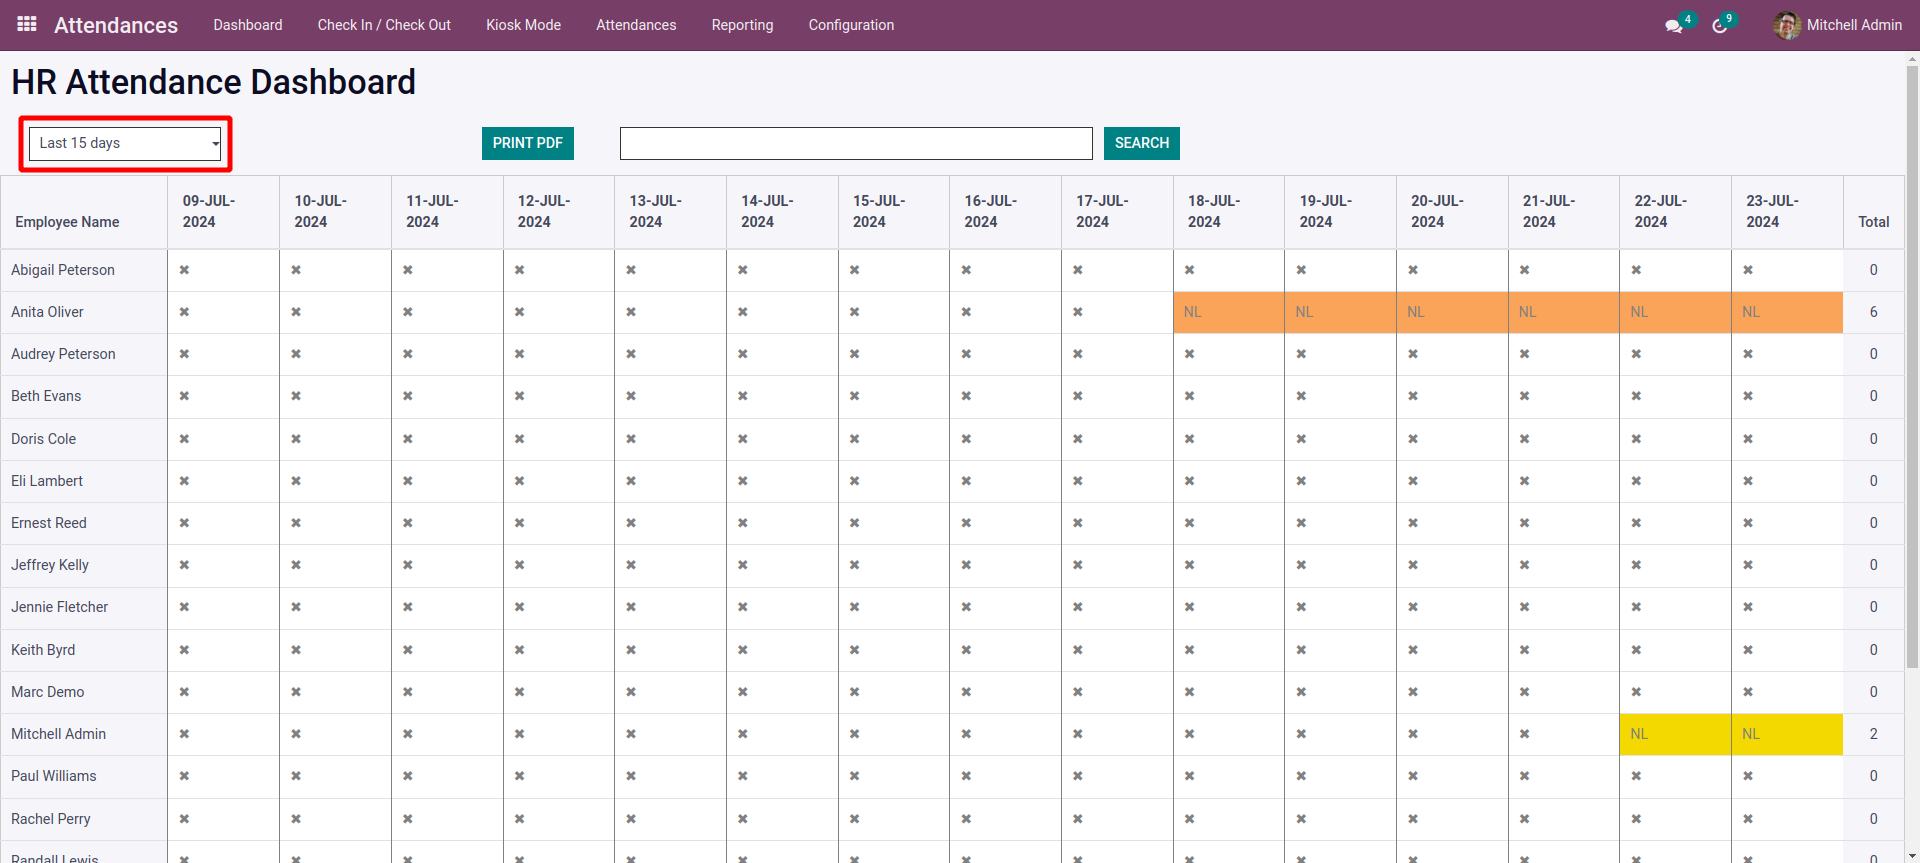 Attendances Dashboard Check In / Check Out Kiosk Mode Attendances Reporting Configuration 4 9 Mitchell Admin
HR Attendance Dashboard
Last 15 days PRINT PDF SEARCH
Employee Name 09-JUL-2024 10-JUL-2024 11-JUL-2024 12-JUL-2024 13-JUL-2024 14-JUL-2024 15-JUL-2024 16-JUL-2024 17-JUL-2024 18-JUL-2024 19-JUL-2024 20-JUL-2024 21-JUL-2024 22-JUL-2024 23-JUL-2024 Total
Abigail Peterson ✖ ✖ ✖ ✖ ✖ ✖ ✖ ✖ ✖ ✖ ✖ ✖ ✖ ✖ ✖ 0
Anita Oliver ✖ ✖ ✖ ✖ ✖ ✖ ✖ ✖ ✖ NL NL NL NL NL NL 6
Audrey Peterson ✖ ✖ ✖ ✖ ✖ ✖ ✖ ✖ ✖ ✖ ✖ ✖ ✖ ✖ ✖ 0
Beth Evans ✖ ✖ ✖ ✖ ✖ ✖ ✖ ✖ ✖ ✖ ✖ ✖ ✖ ✖ ✖ 0
Doris Cole ✖ ✖ ✖ ✖ ✖ ✖ ✖ ✖ ✖ ✖ ✖ ✖ ✖ ✖ ✖ 0
Eli Lambert ✖ ✖ ✖ ✖ ✖ ✖ ✖ ✖ ✖ ✖ ✖ ✖ ✖ ✖ ✖ 0
Ernest Reed ✖ ✖ ✖ ✖ ✖ ✖ ✖ ✖ ✖ ✖ ✖ ✖ ✖ ✖ ✖ 0
Jeffrey Kelly ✖ ✖ ✖ ✖ ✖ ✖ ✖ ✖ ✖ ✖ ✖ ✖ ✖ ✖ ✖ 0
Jennie Fletcher ✖ ✖ ✖ ✖ ✖ ✖ ✖ ✖ ✖ ✖ ✖ ✖ ✖ ✖ ✖ 0
Keith Byrd ✖ ✖ ✖ ✖ ✖ ✖ ✖ ✖ ✖ ✖ ✖ ✖ ✖ ✖ ✖ 0
Marc Demo ✖ ✖ ✖ ✖ ✖ ✖ ✖ ✖ ✖ ✖ ✖ ✖ ✖ ✖ ✖ 0
Mitchell Admin ✖ ✖ ✖ ✖ ✖ ✖ ✖ ✖ ✖ ✖ ✖ ✖ ✖ NL NL 2
Paul Williams ✖ ✖ ✖ ✖ ✖ ✖ ✖ ✖ ✖ ✖ ✖ ✖ ✖ ✖ ✖ 0
Rachel Perry ✖ ✖ ✖ ✖ ✖ ✖ ✖ ✖ ✖ ✖ ✖ ✖ ✖ ✖ ✖ 0
Randall Lewis ✖ ✖ ✖ ✖ ✖ ✖ ✖ ✖ ✖ ✖ ✖ ✖ ✖ ✖ ✖ 0